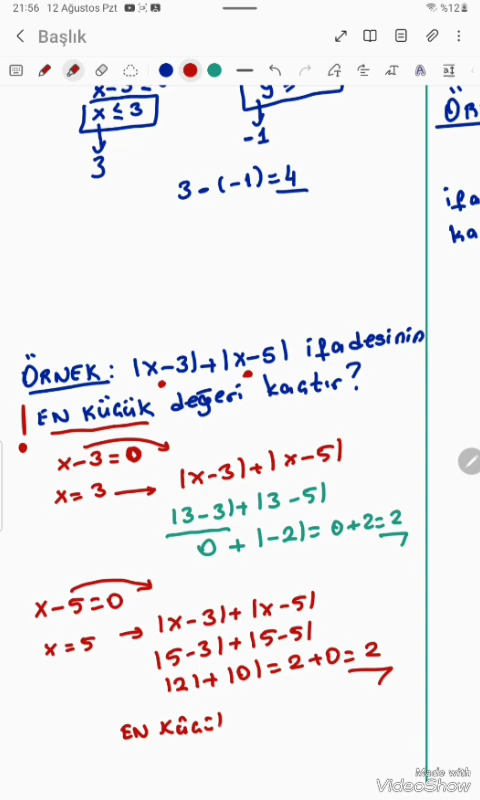 21:56 12 Ağustos Pzt %12
Başlık
x ≤ 3
3
-1
3-(-1)=4
ÖRNEK: |x-3|+|x-5| ifadesinin
! EN KÜÇÜK değeri kaçtır?
x-3=0
x=3 → |x-3|+|x-5|
|3-3|+|3-5|
0+|-2|=0+2=2
x-5=0
x=5 → |x-3|+|x-5|
|5-3|+|5-5|
|2|+|0|=2+0=2
EN KÜÇÜ
ifa
ka
Made with
VideoShow